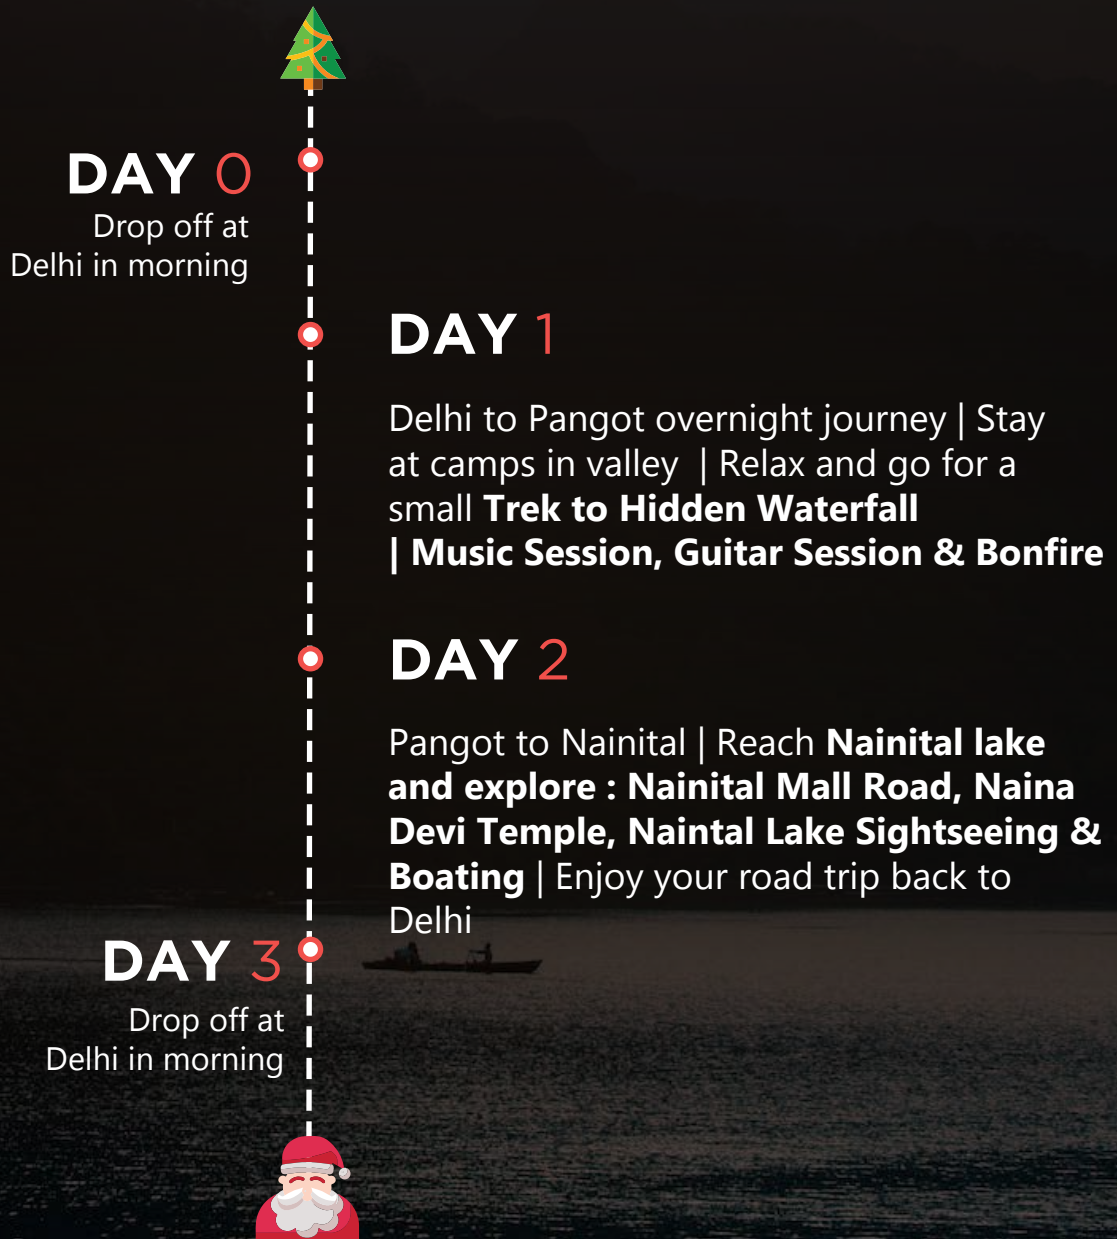 DAY 0
Drop off at
Delhi in morning
DAY 1
Delhi to Pangot overnight journey | Stay
at camps in valley | Relax and go for a
small Trek to Hidden Waterfall
| Music Session, Guitar Session & Bonfire
DAY 2
Pangot to Nainital | Reach Nainital lake
and explore : Nainital Mall Road, Naina
Devi Temple, Naintal Lake Sightseeing &
Boating | Enjoy your road trip back to
Delhi
DAY 3
Drop off at
Delhi in morning